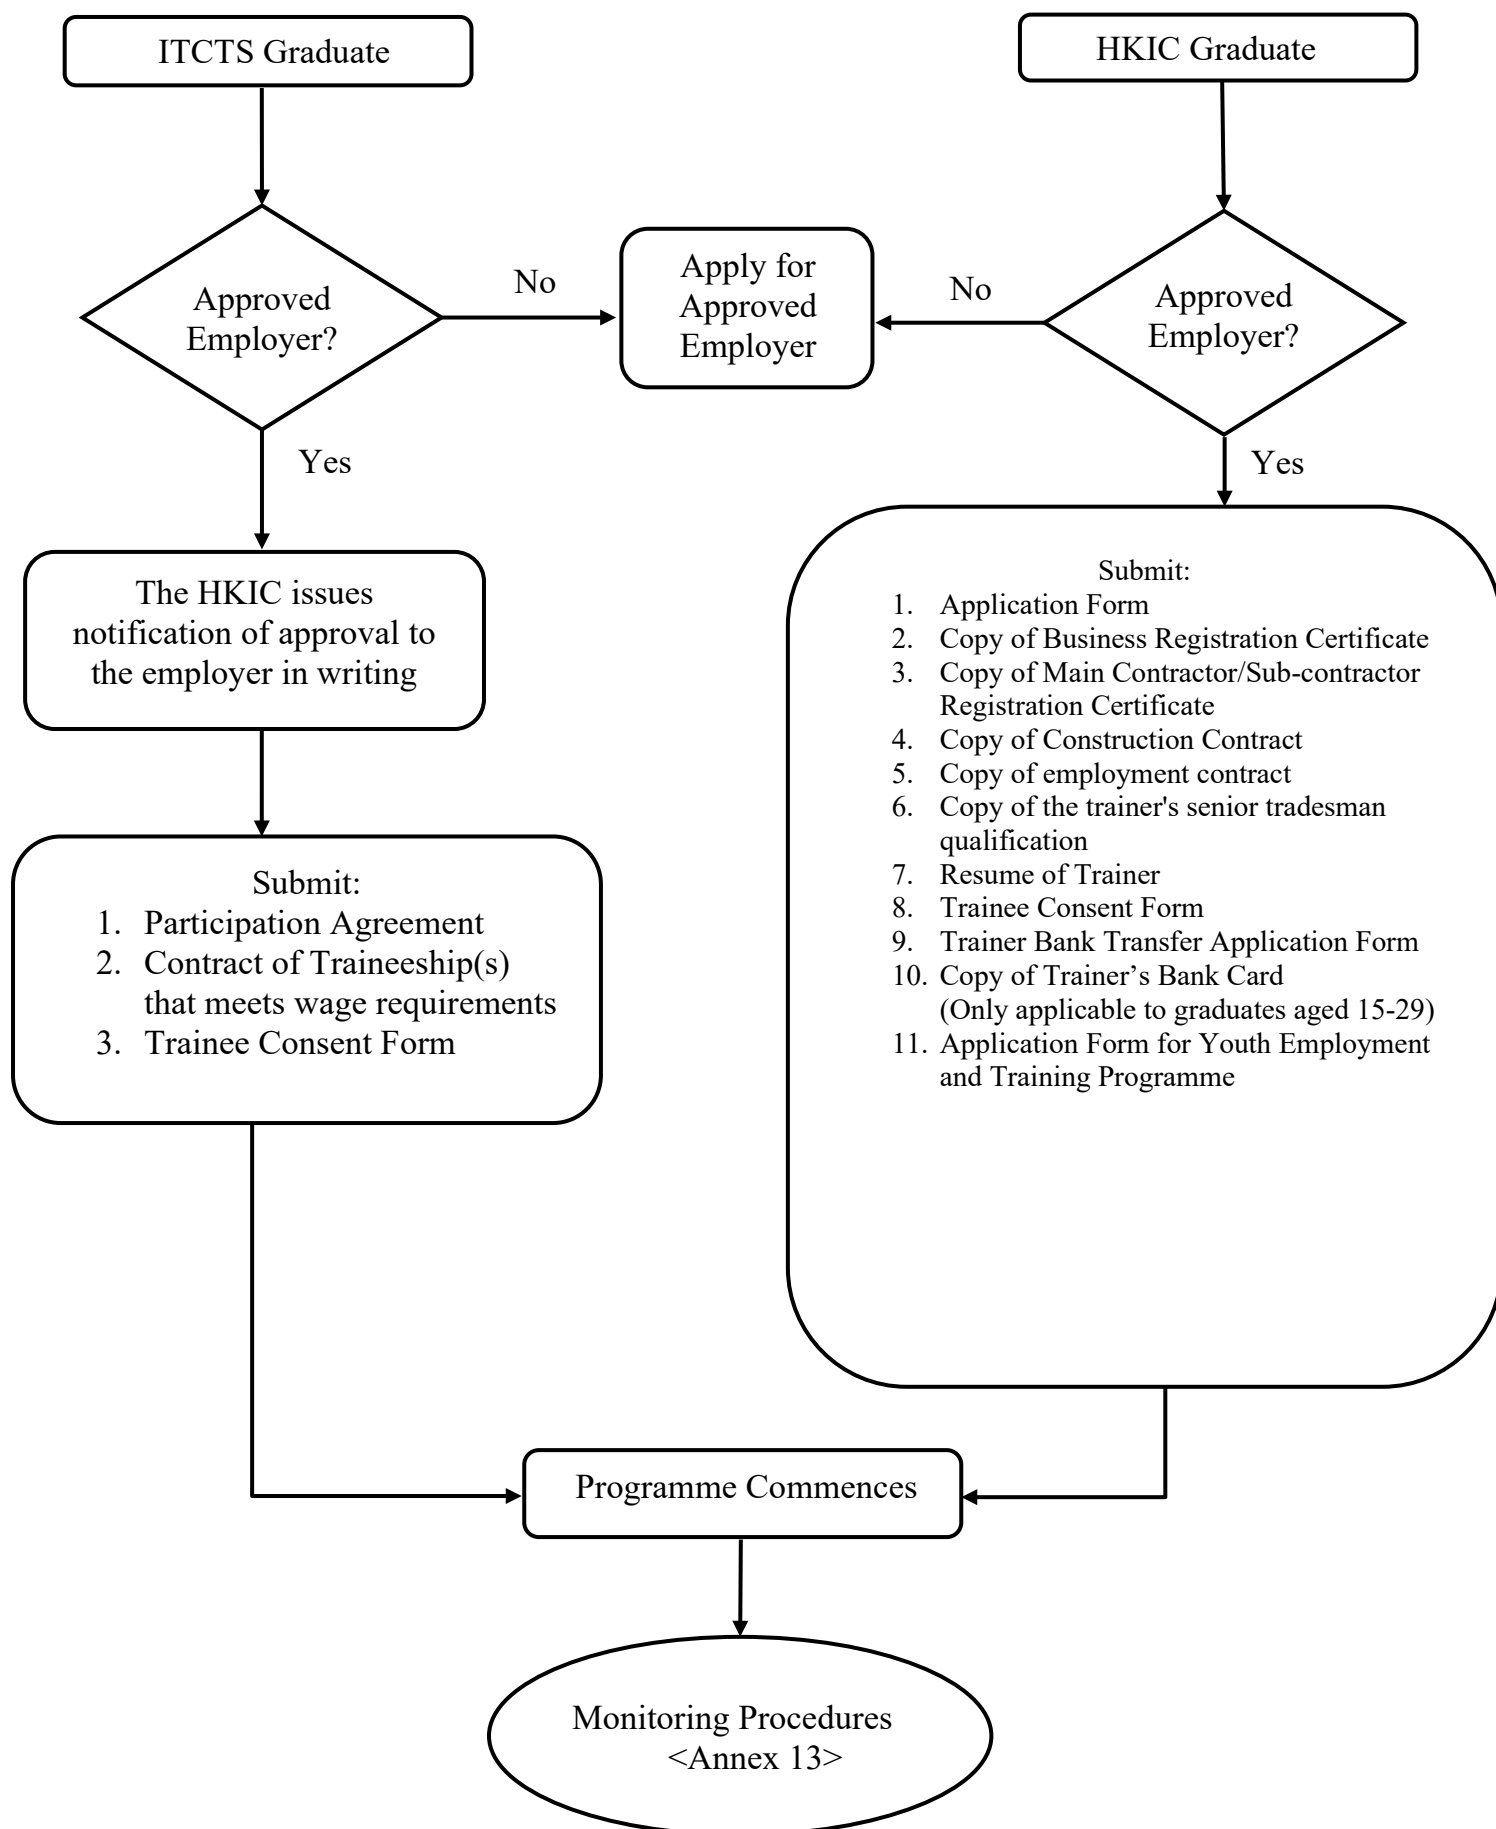 ITCTS Graduate
HKIC Graduate
Approved
Employer?
No
Apply for
Approved
Employer
No
Approved
Employer?
Yes
Yes
The HKIC issues
notification of approval to
the employer in writing
Submit:
1. Participation Agreement
2. Contract of Traineeship(s)
that meets wage requirements
3. Trainee Consent Form
Submit:
1. Application Form
2. Copy of Business Registration Certificate
3. Copy of Main Contractor/Sub-contractor
Registration Certificate
4. Copy of Construction Contract
5. Copy of employment contract
6. Copy of the trainer's senior tradesman
qualification
7. Resume of Trainer
8. Trainee Consent Form
9. Trainer Bank Transfer Application Form
10. Copy of Trainer’s Bank Card
(Only applicable to graduates aged 15-29)
11. Application Form for Youth Employment
and Training Programme
Programme Commences
Monitoring Procedures
<Annex 13>